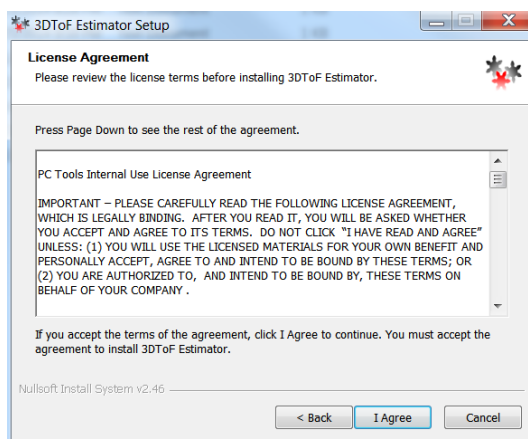 3DToF Estimator Setup
License Agreement
Please review the license terms before installing 3DToF Estimator.
Press Page Down to see the rest of the agreement.
PC Tools Internal Use License Agreement
IMPORTANT – PLEASE CAREFULLY READ THE FOLLOWING LICENSE AGREEMENT,
WHICH IS LEGALLY BINDING. AFTER YOU READ IT, YOU WILL BE ASKED WHETHER
YOU ACCEPT AND AGREE TO ITS TERMS. DO NOT CLICK “I HAVE READ AND AGREE”
UNLESS: (1) YOU WILL USE THE LICENSED MATERIALS FOR YOUR OWN BENEFIT AND
PERSONALLY ACCEPT, AGREE TO AND INTEND TO BE BOUND BY THESE TERMS; OR
(2) YOU ARE AUTHORIZED TO, AND INTEND TO BE BOUND BY, THESE TERMS ON
BEHALF OF YOUR COMPANY .
If you accept the terms of the agreement, click I Agree to continue. You must accept the
agreement to install 3DToF Estimator.
Nullsoft Install System v2.46
< Back I Agree Cancel